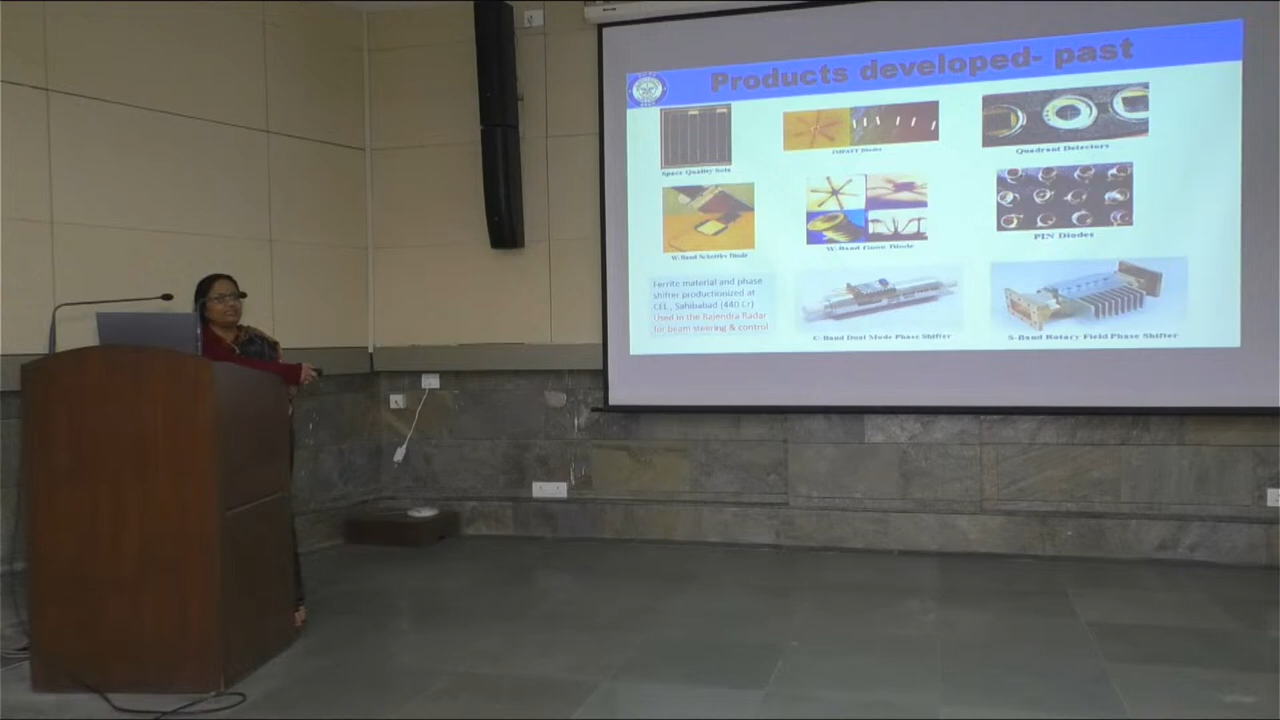 Products developed- past
Space Quality Sots
IMPATT Diodes
Quadrant Detectors
W-Band Schottky Diode
W-Band Gunn Diode
PIN Diodes
Ferrite material and phase
shifter productionized at
CEL , Sahibabad (440 Cr)
Used in the Rajendra Radar
for beam steering & control
C-Band Dual Mode Phase Shifter
S-Band Rotary Field Phase Shifter